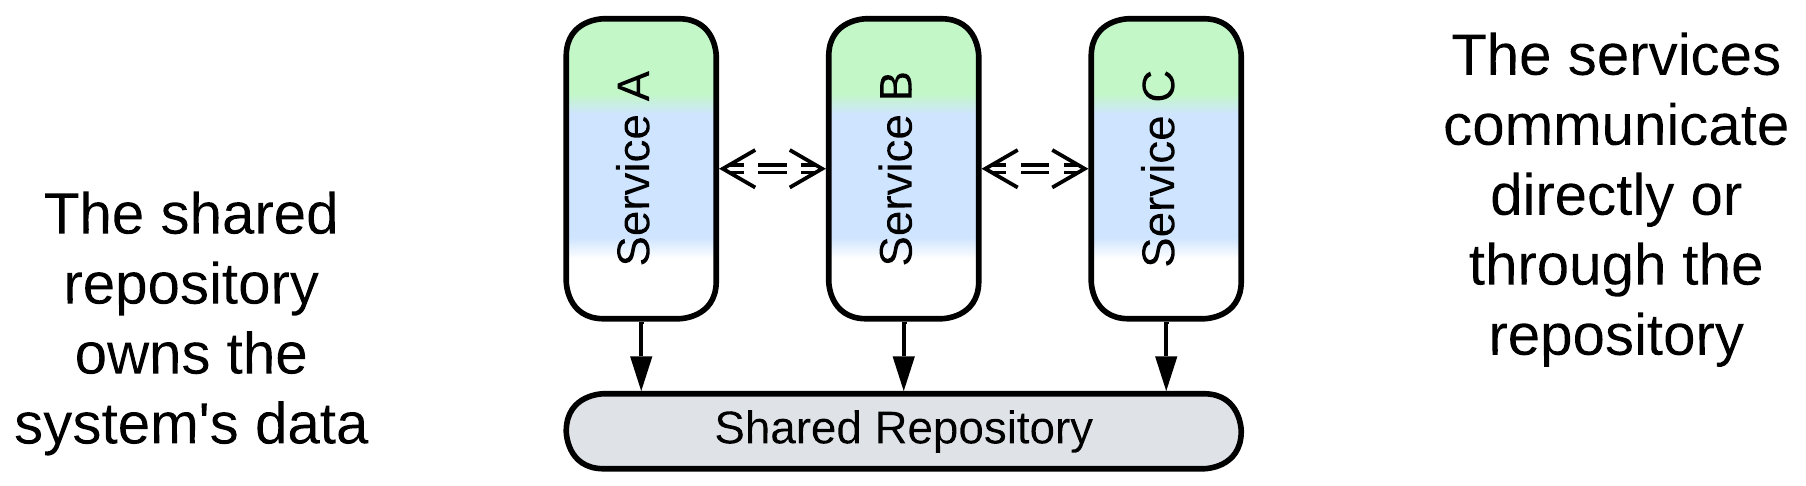 The shared
repository
owns the
system's data
Service A
Service B
Service C
Shared Repository
The services
communicate
directly or
through the
repository